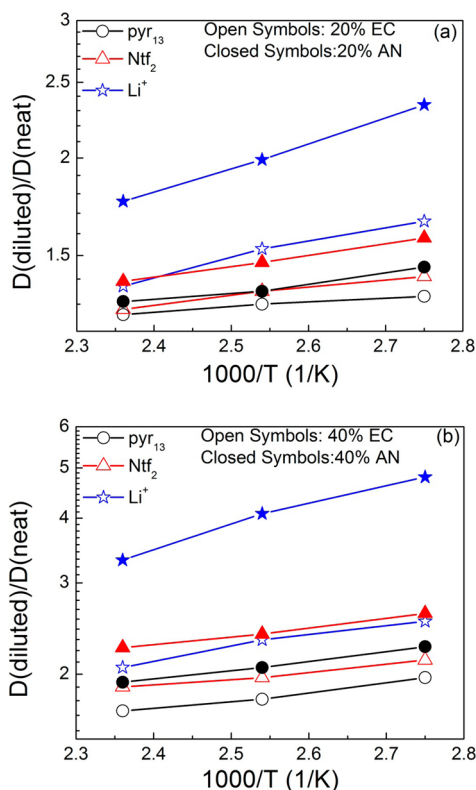 3
2.5
2
1.5
D(diluted)/D(neat)
pyr₁₃
Ntf₂
Li⁺
Open Symbols: 20% EC
Closed Symbols:20% AN
(a)
2.3 2.4 2.5 2.6 2.7 2.8
1000/T (1/K)
6
5
4
3
2
D(diluted)/D(neat)
pyr₁₃
Ntf₂
Li⁺
Open Symbols: 40% EC
Closed Symbols:40% AN
(b)
2.3 2.4 2.5 2.6 2.7 2.8
1000/T (1/K)